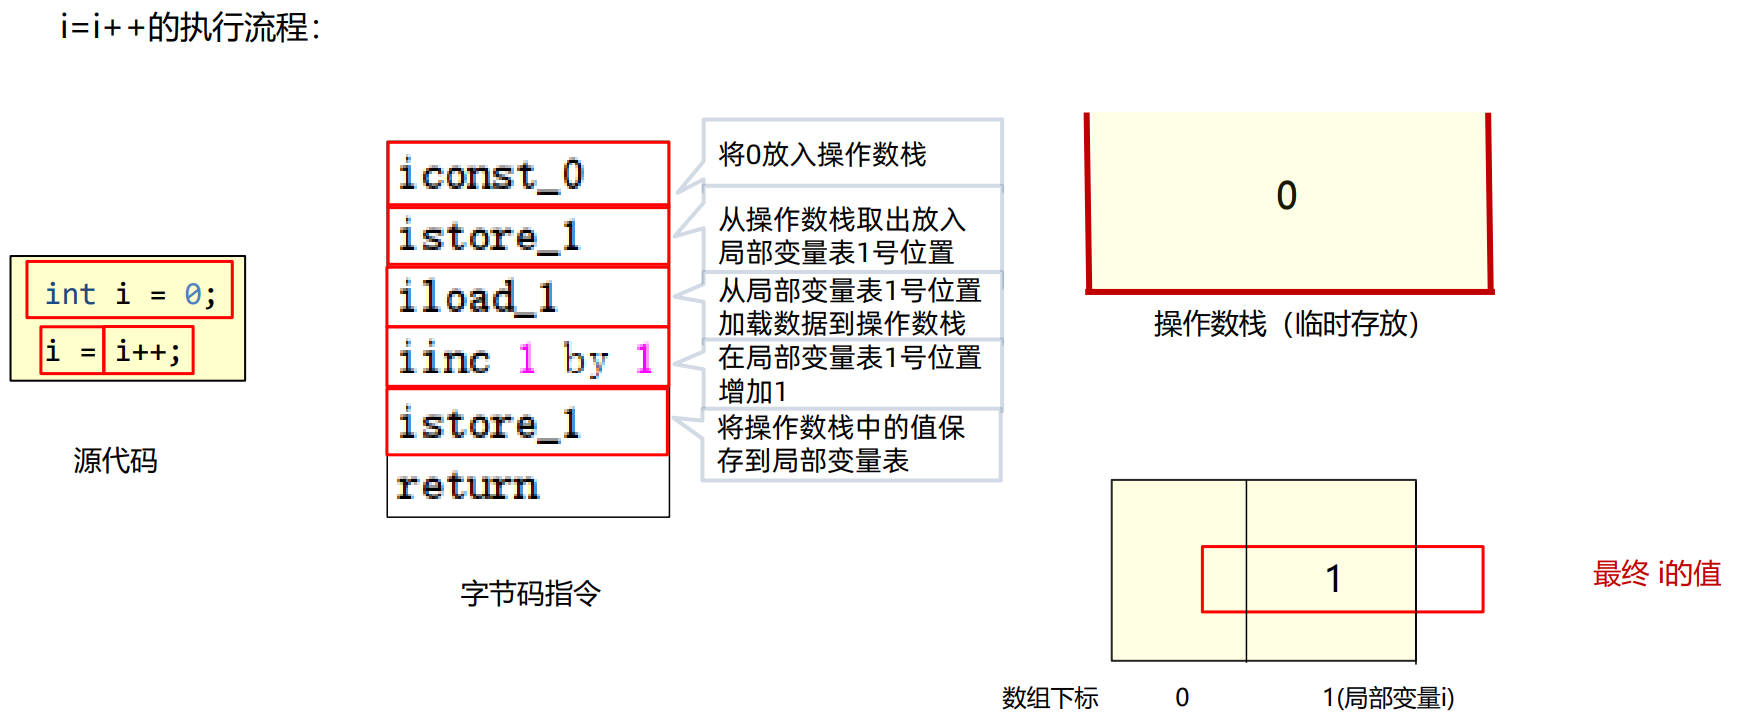 i=i++的执行流程：
int i = 0;
i = i++;
源代码
iconst_0
istore_1
iload_1
iinc 1 by 1
istore_1
return
字节码指令
将0放入操作数栈
从操作数栈取出放入
局部变量表1号位置
从局部变量表1号位置
加载数据到操作数栈
在局部变量表1号位置
增加1
将操作数栈中的值保
存到局部变量表
0
操作数栈（临时存放）
1
最终 i的值
数组下标 0 1(局部变量i)